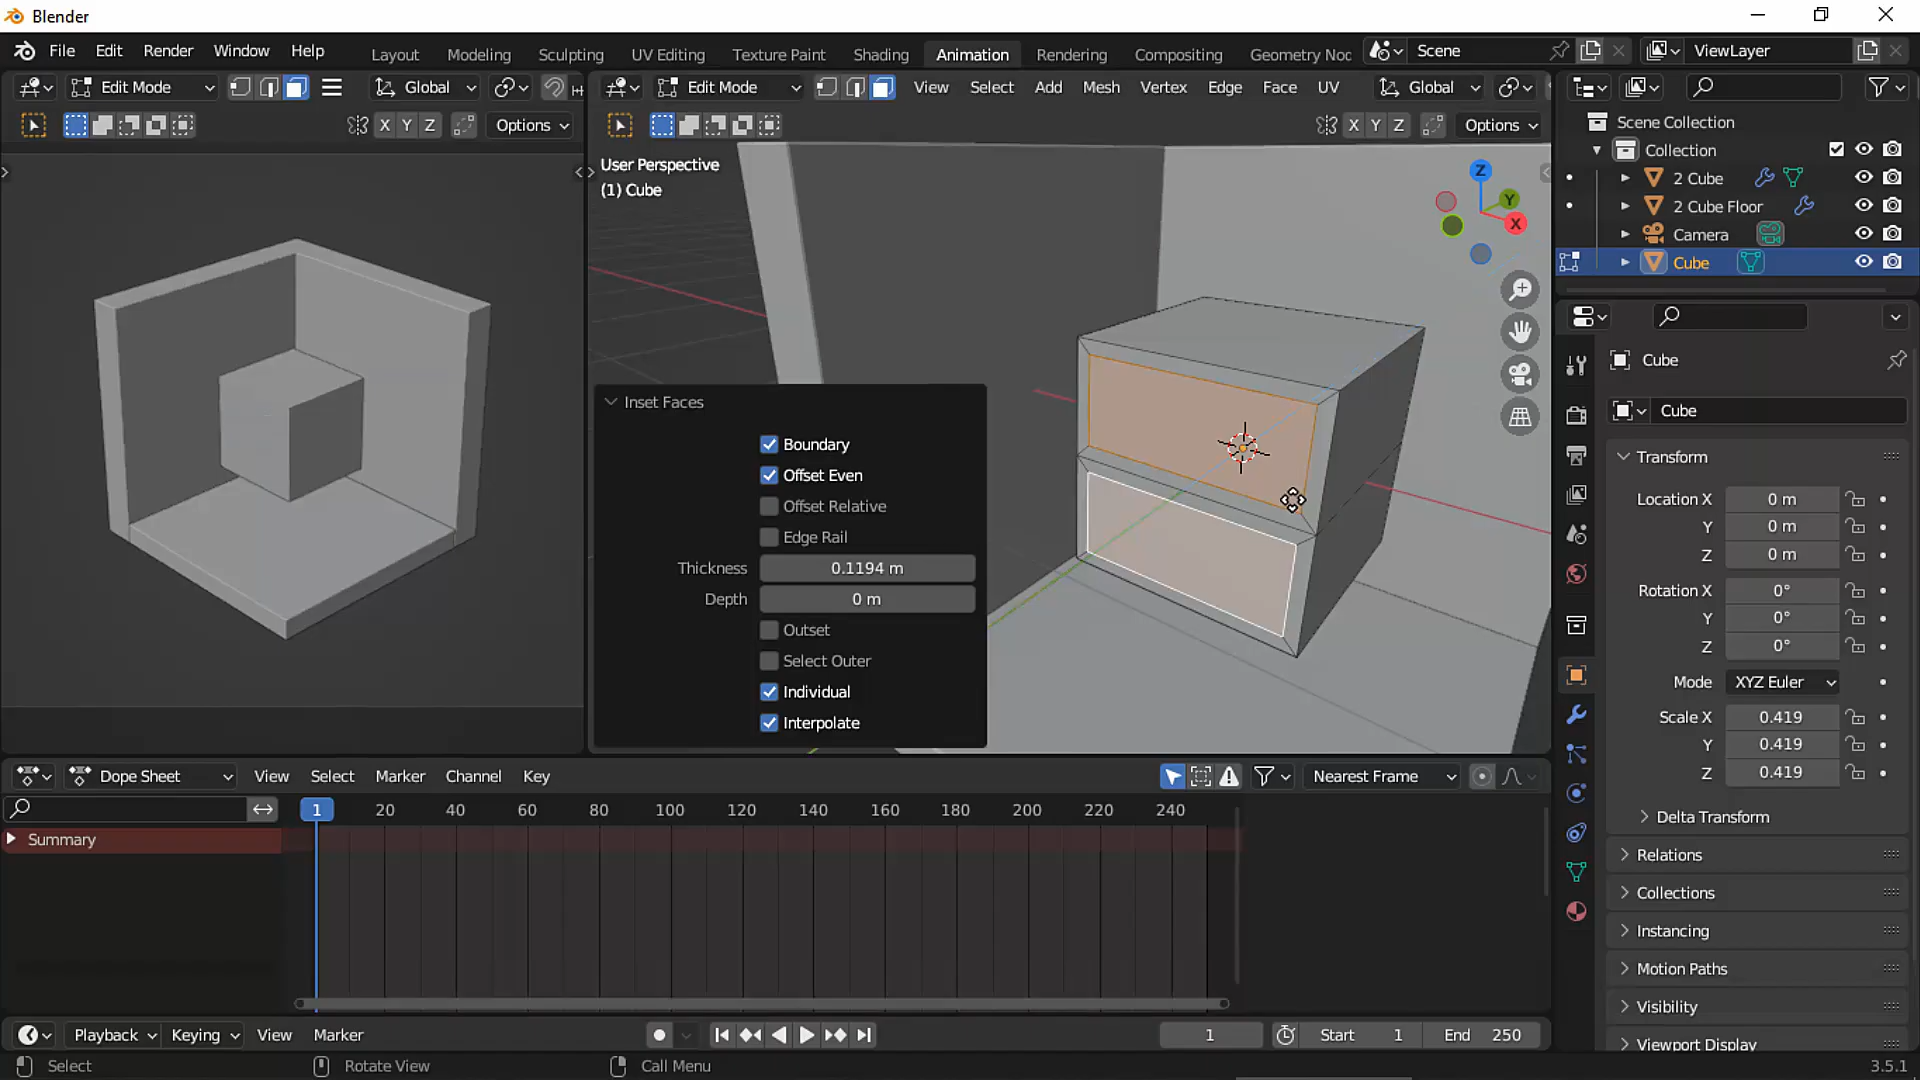 Blender
File Edit Render Window Help Layout Modeling Sculpting UV Editing Texture Paint Shading Animation Rendering Compositing Geometry Noc Scene ViewLayer
Edit Mode Global Edit Mode View Select Add Mesh Vertex Edge Face UV Global
X Y Z Options X Y Z Options
Scene Collection
Collection
2 Cube
2 Cube Floor
Camera
Cube
User Perspective
(1) Cube
Z
Y
X
Inset Faces
Boundary
Offset Even
Offset Relative
Edge Rail
Thickness 0.1194 m
Depth 0 m
Outset
Select Outer
Individual
Interpolate
Cube
Cube
Transform
Location X 0 m
Y 0 m
Z 0 m
Rotation X 0°
Y 0°
Z 0°
Mode XYZ Euler
Scale X 0.419
Y 0.419
Z 0.419
Delta Transform
Relations
Collections
Instancing
Motion Paths
Visibility
Viewport Display
Dope Sheet View Select Marker Channel Key Nearest Frame
1 20 40 60 80 100 120 140 160 180 200 220 240
Summary
Playback Keying View Marker 1 Start 1 End 250
Select Rotate View Call Menu 3.5.1